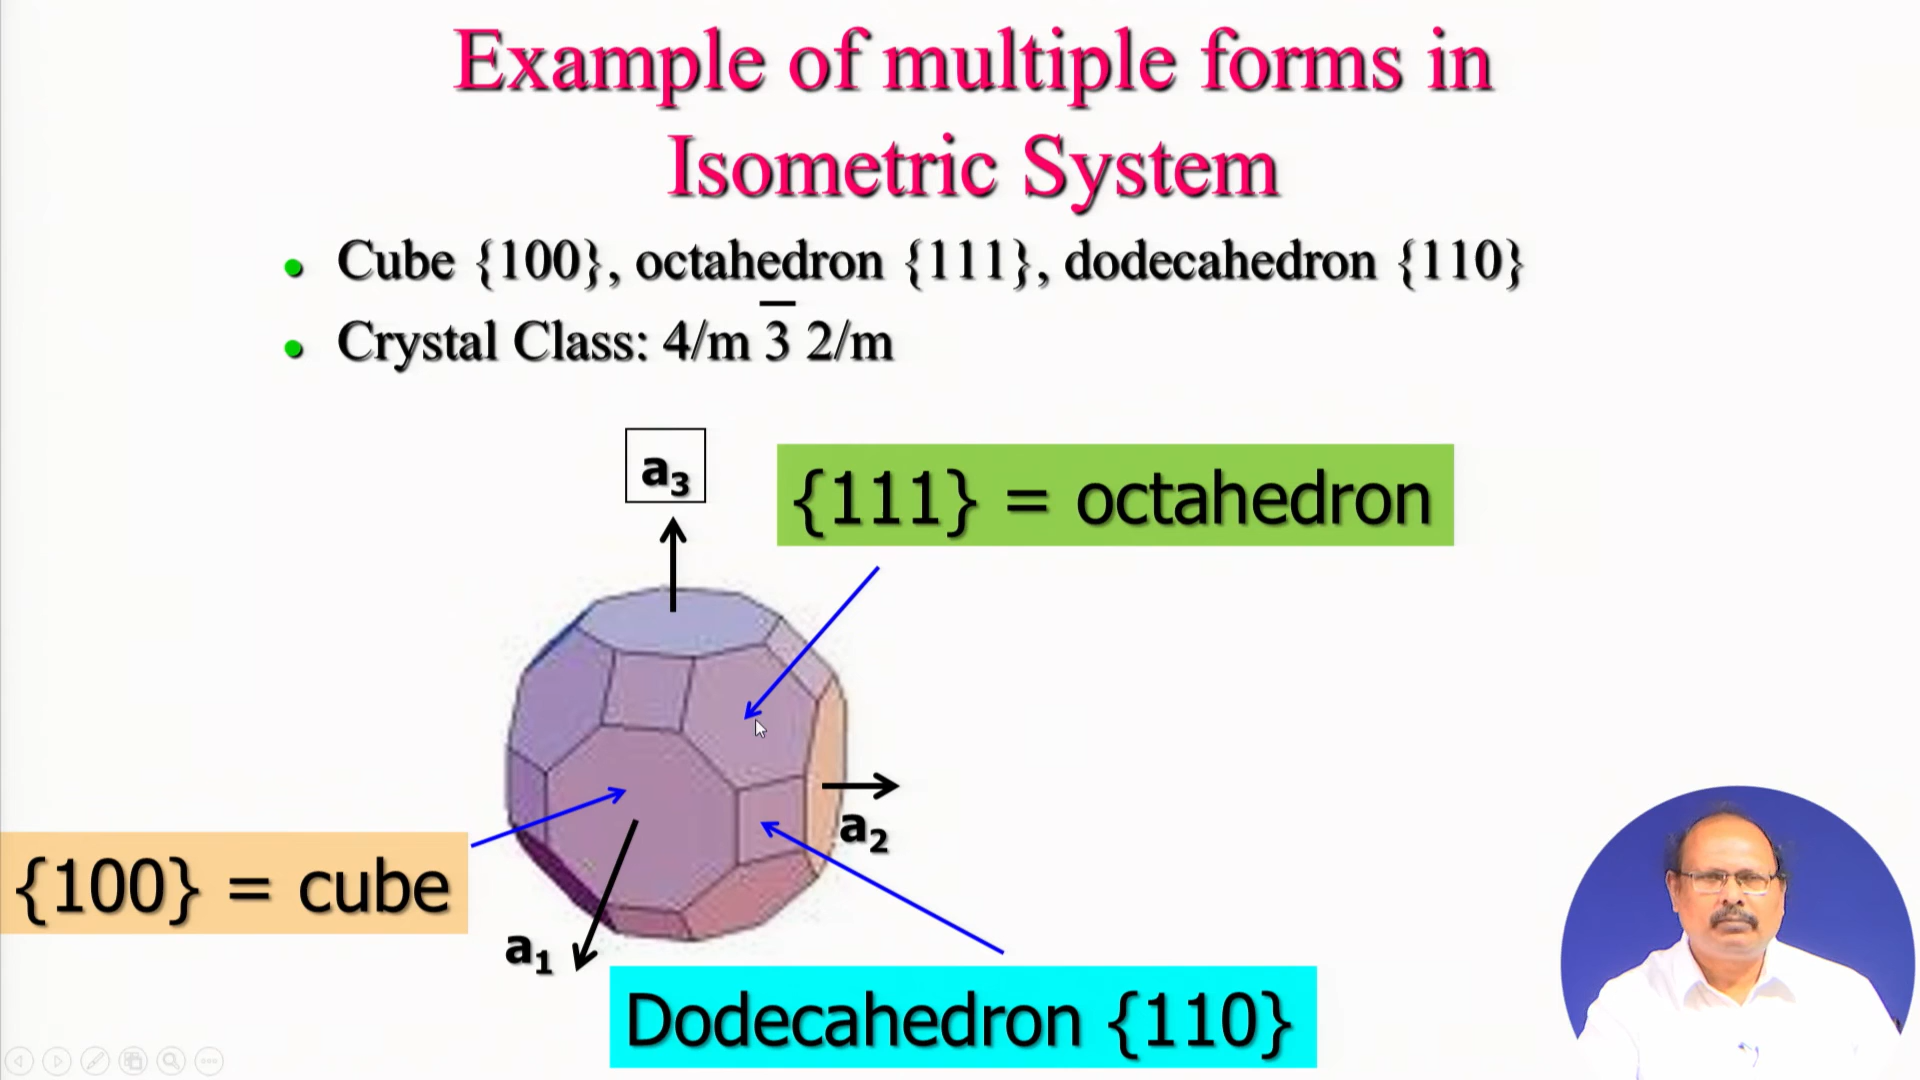 Example of multiple forms in
Isometric System
• Cube {100}, octahedron {111}, dodecahedron {110}
• Crystal Class: 4/m 3̅ 2/m
a₃
{111} = octahedron
a₂
{100} = cube
a₁
Dodecahedron {110}